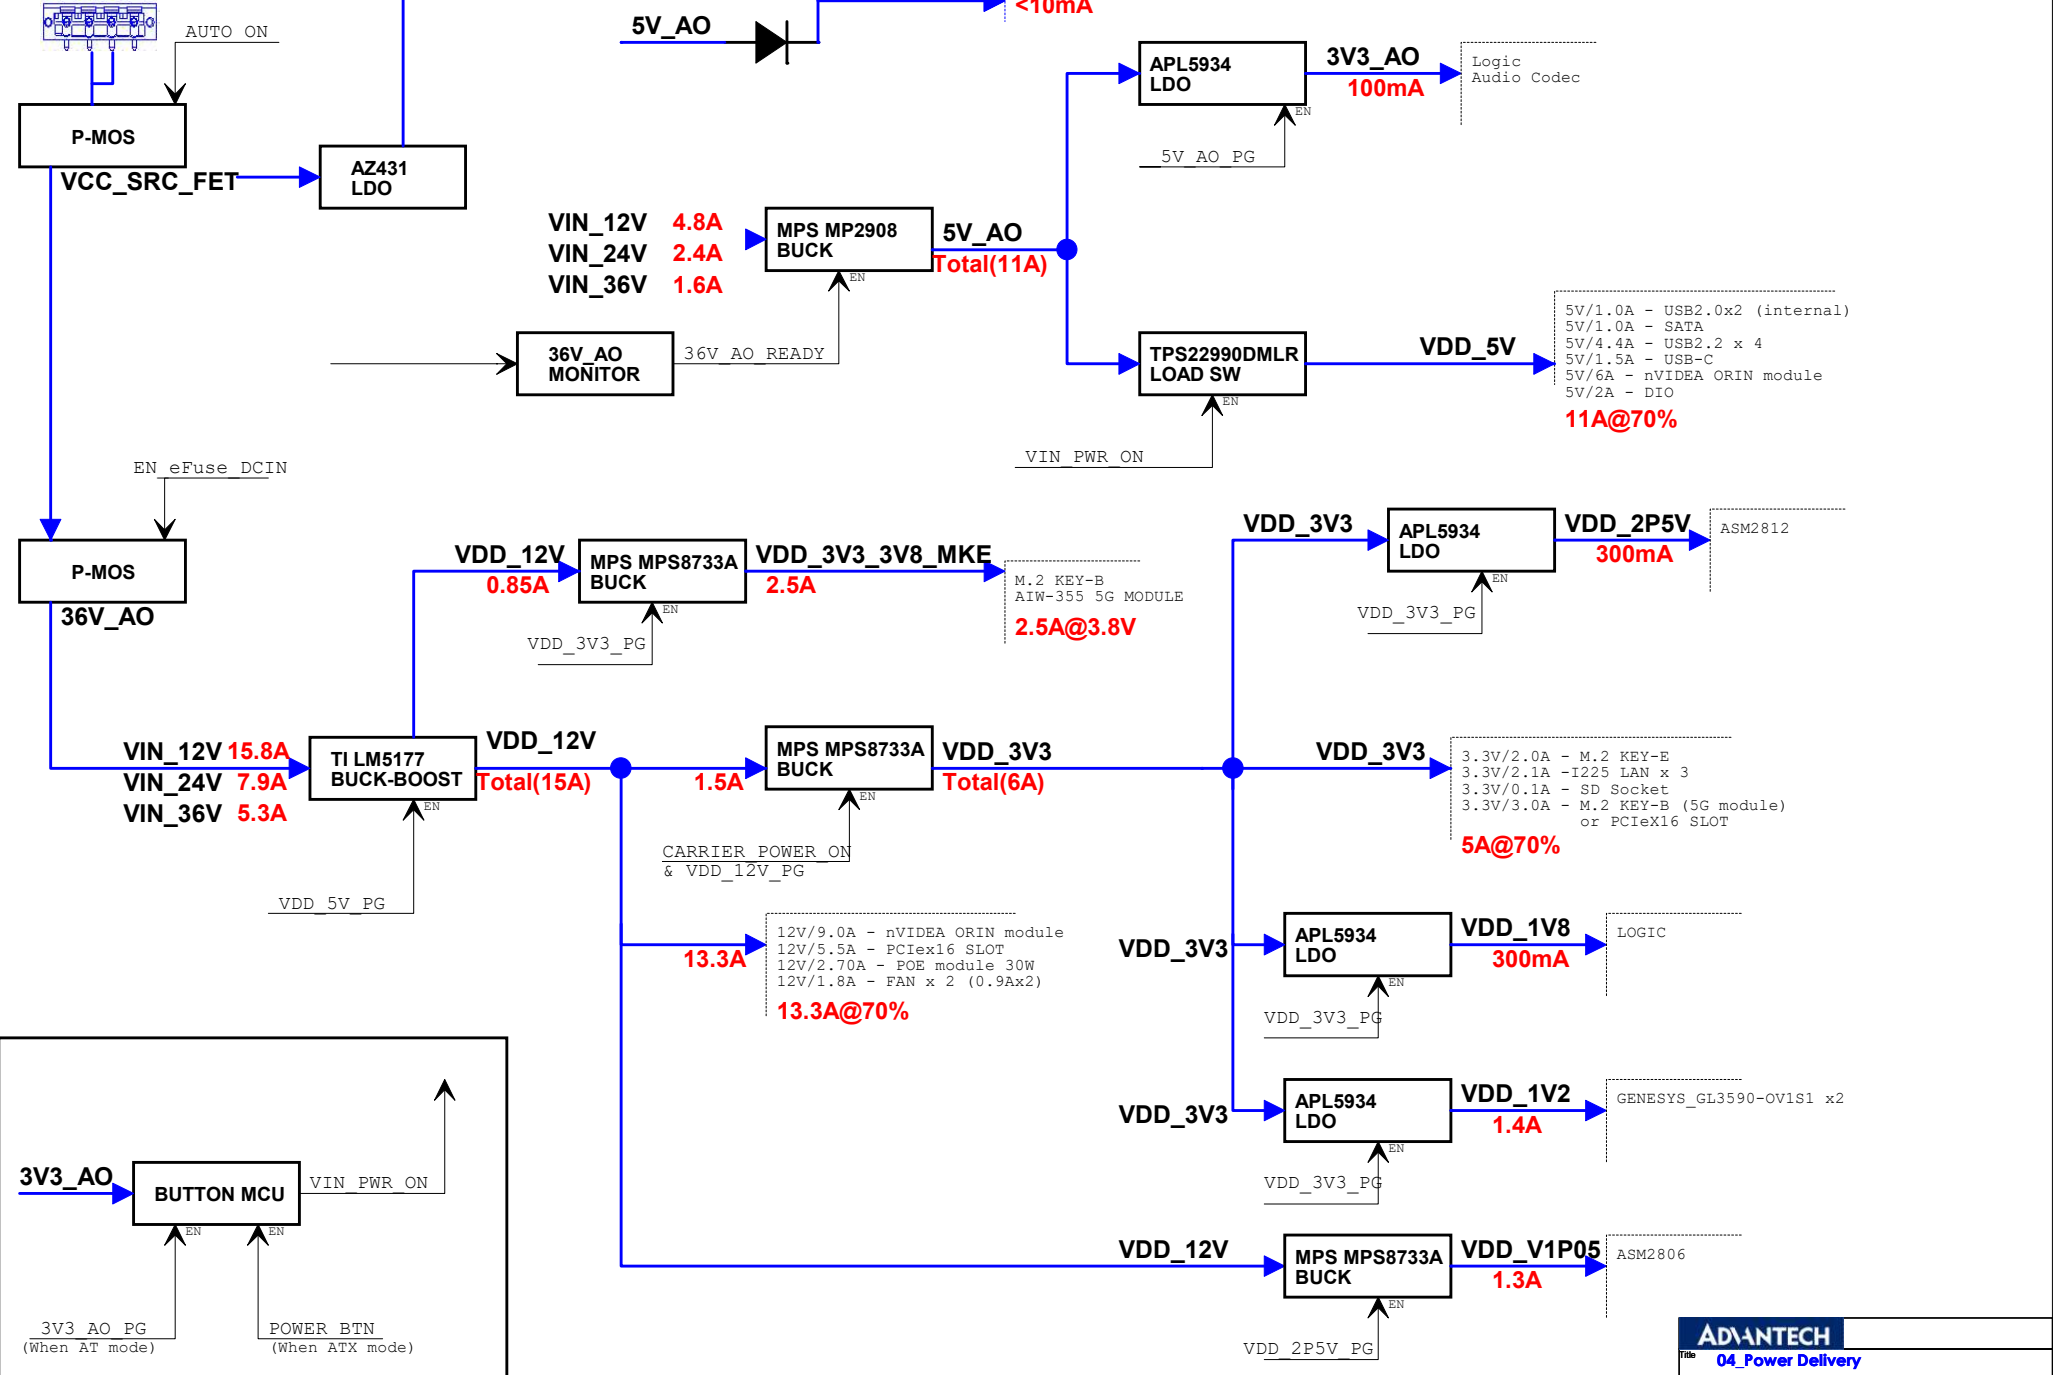 <10mA
5V_AO
AUTO ON
P-MOS
VCC_SRC_FET
AZ431
LDO
APL5934
LDO
EN
5V_AO_PG
3V3_AO
100mA
Logic
Audio Codec
VIN_12V 4.8A
VIN_24V 2.4A
VIN_36V 1.6A
MPS MP2908
BUCK
EN
5V_AO
Total(11A)
36V_AO
MONITOR
36V_AO_READY
TPS22990DMLR
LOAD SW
EN
VIN_PWR_ON
VDD_5V
5V/1.0A - USB2.0x2 (internal)
5V/1.0A - SATA
5V/4.4A - USB2.2 x 4
5V/1.5A - USB-C
5V/6A - nVIDEA ORIN module
5V/2A - DIO
11A@70%
EN_eFuse_DCIN
P-MOS
36V_AO
VDD_12V
0.85A
MPS MPS8733A
BUCK
EN
VDD_3V3_PG
VDD_3V3_3V8_MKE
2.5A
M.2 KEY-B
AIW-355 5G MODULE
2.5A@3.8V
VDD_3V3
APL5934
LDO
EN
VDD_3V3_PG
VDD_2P5V
300mA
ASM2812
VIN_12V 15.8A
VIN_24V 7.9A
VIN_36V 5.3A
TI LM5177
BUCK-BOOST
EN
VDD_5V_PG
VDD_12V
Total(15A)
1.5A
MPS MPS8733A
BUCK
EN
CARRIER_POWER_ON
& VDD_12V_PG
VDD_3V3
Total(6A)
VDD_3V3
3.3V/2.0A - M.2 KEY-E
3.3V/2.1A -I225 LAN x 3
3.3V/0.1A - SD Socket
3.3V/3.0A - M.2 KEY-B (5G module)
or PCIeX16 SLOT
5A@70%
13.3A
12V/9.0A - nVIDEA ORIN module
12V/5.5A - PCIex16 SLOT
12V/2.70A - POE module 30W
12V/1.8A - FAN x 2 (0.9Ax2)
13.3A@70%
VDD_3V3
APL5934
LDO
EN
VDD_3V3_PG
VDD_1V8
300mA
LOGIC
VDD_3V3
APL5934
LDO
EN
VDD_3V3_PG
VDD_1V2
1.4A
GENESYS_GL3590-OV1S1 x2
VDD_12V
MPS MPS8733A
BUCK
EN
VDD_2P5V_PG
VDD_V1P05
1.3A
ASM2806
3V3_AO
BUTTON MCU
VIN_PWR_ON
EN
EN
3V3_AO_PG
(When AT mode)
POWER BTN
(When ATX mode)
ADVANTECH
Title
04_Power Delivery